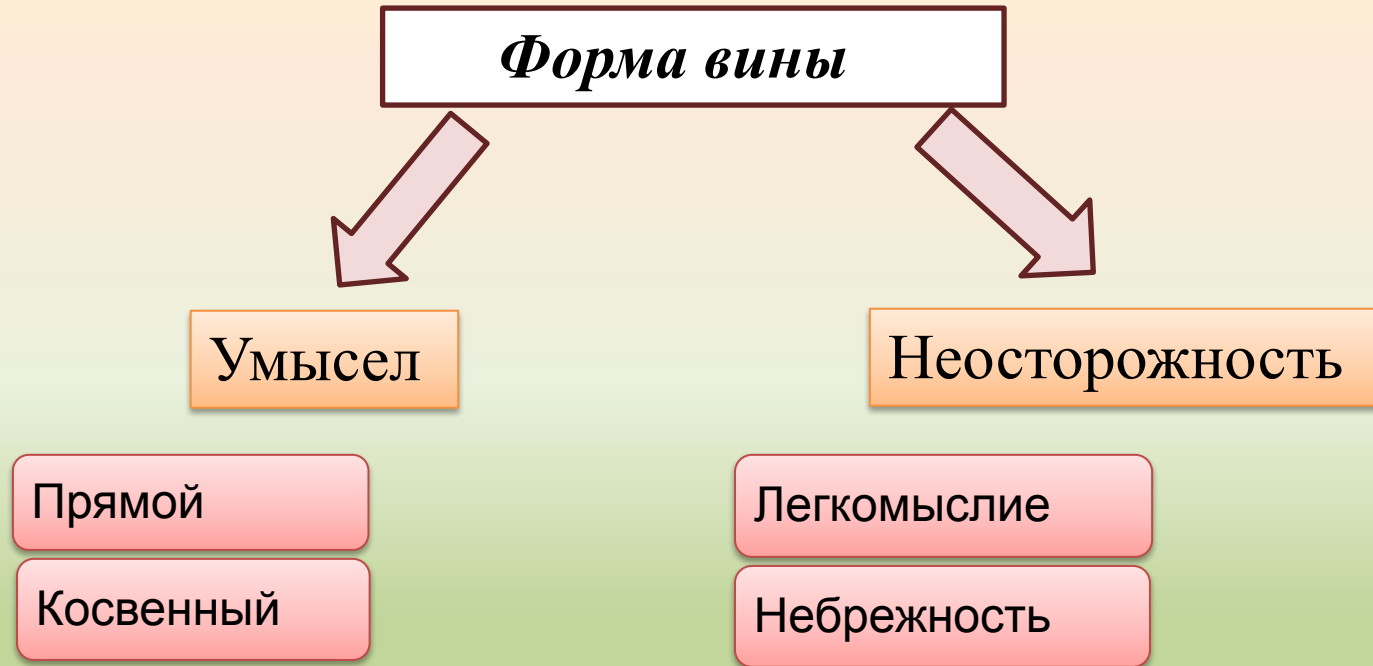 Форма вины
Умысел
Неосторожность
Прямой
Косвенный
Легкомыслие
Небрежность